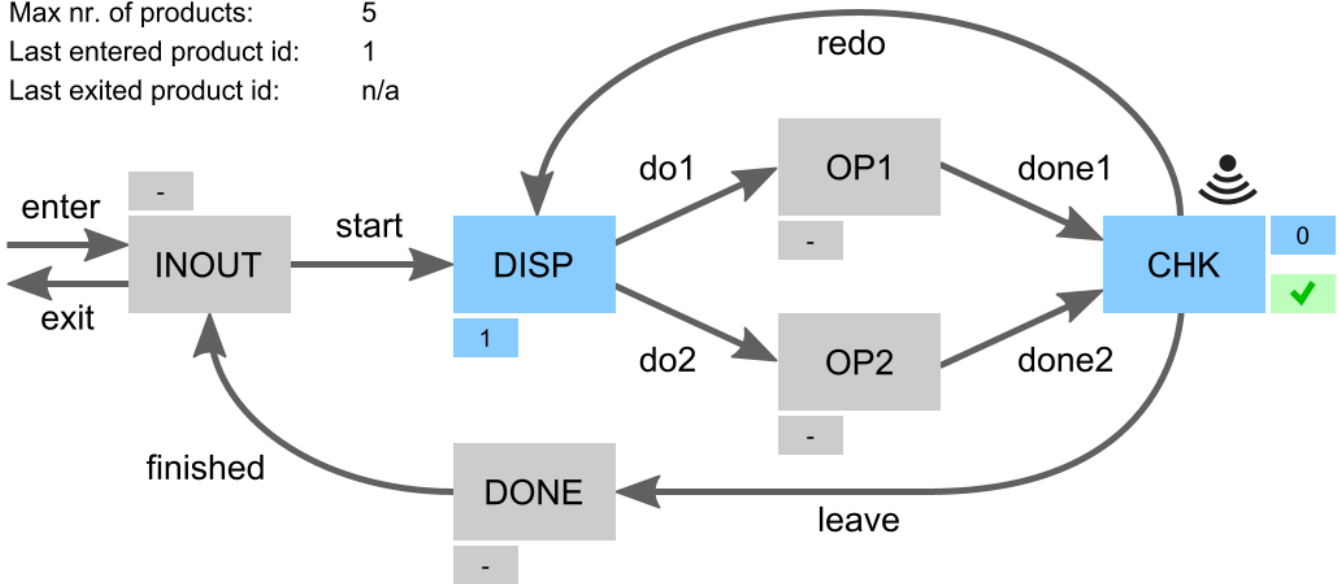 Max nr. of products: 5
Last entered product id: 1
Last exited product id: n/a
redo
do1
OP1
done1
-
enter
start
-
0
INOUT
DISP
CHK
exit
1
do2
OP2
done2
-
finished
DONE
leave
-